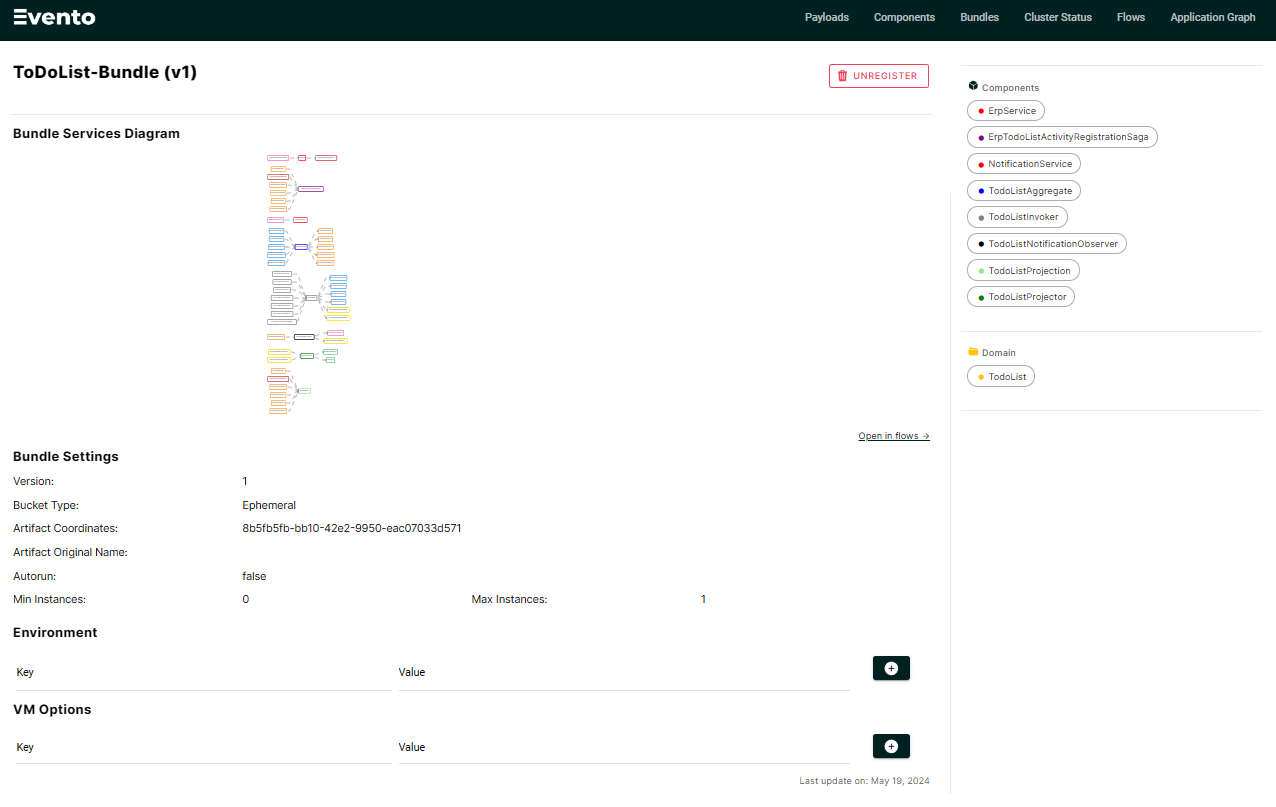 Evento
Payloads Components Bundles Cluster Status Flows Application Graph
ToDoList-Bundle (v1)
UNREGISTER
Bundle Services Diagram
Open in flows →
Bundle Settings
Version: 1
Bucket Type: Ephemeral
Artifact Coordinates: 8b5fb5fb-bb10-42e2-9950-eac07033d571
Artifact Original Name:
Autorun: false
Min Instances: 0 Max Instances: 1
Environment
Key Value
VM Options
Key Value
Last update on: May 19, 2024
Components
ErpService
ErpTodoListActivityRegistrationSaga
NotificationService
TodoListAggregate
TodoListInvoker
TodoListNotificationObserver
TodoListProjection
TodoListProjector
Domain
TodoList